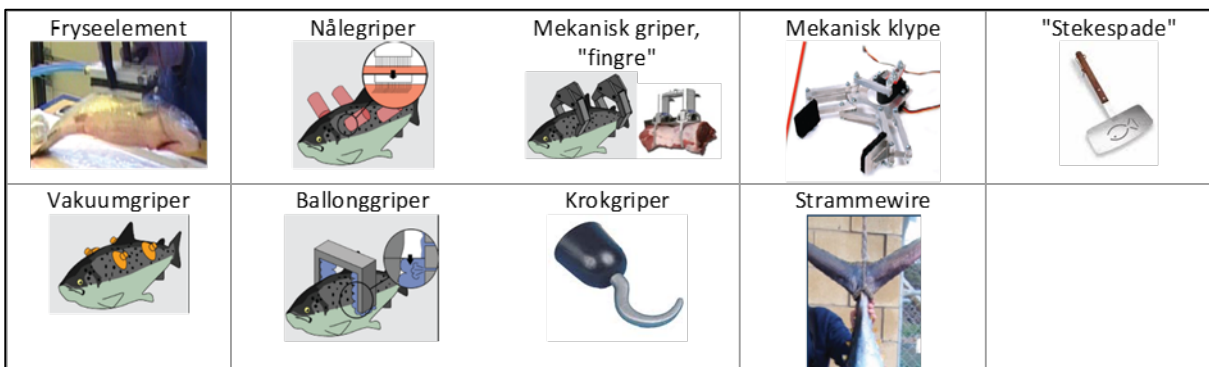 Fryseelement
Nålegriper
Mekanisk griper,
"fingre"
Mekanisk klype
"Stekespade"
Vakuumgriper
Ballonggriper
Krokgriper
Strammewire